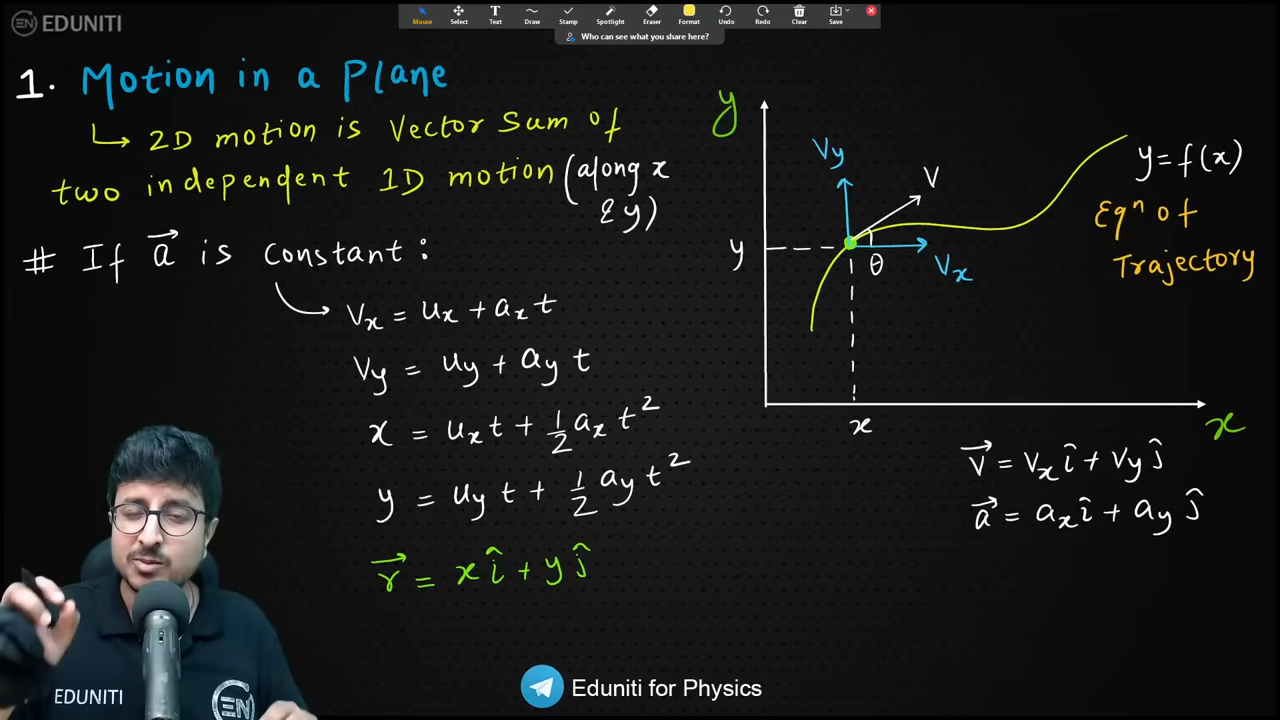 EDUNITI
Mouse Select Text Draw Stamp Spotlight Eraser Format Undo Redo Clear Save
Who can see what you share here?
1. Motion in a Plane
↳ 2D motion is Vector Sum of
two independent 1D motion (along x
& y)
# If a⃗ is constant :
Vx = ux + ax t
Vy = uy + ay t
x = ux t + 1/2 ax t²
y = uy t + 1/2 ay t²
r⃗ = x î + y ĵ
y
Vy
V
y = f(x)
Eqⁿ of
Trajectory
y
θ
Vx
x
x
V⃗ = Vx î + Vy ĵ
a⃗ = ax î + ay ĵ
EDUNITI
EN
Eduniti for Physics